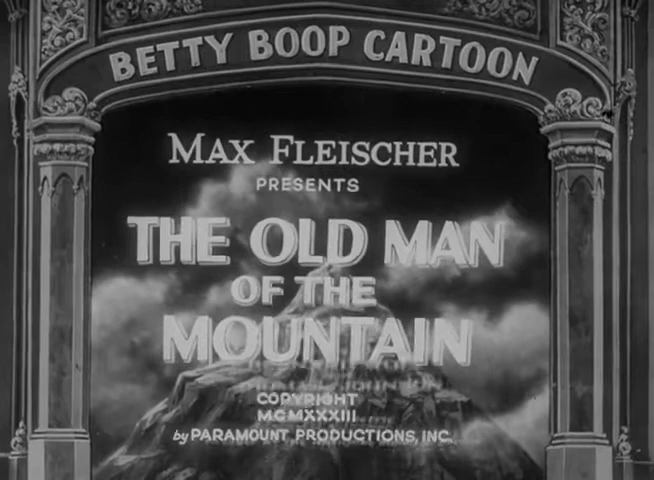 BETTY BOOP CARTOON
MAX FLEISCHER
PRESENTS
THE OLD MAN
OF THE
MOUNTAIN
COPYRIGHT
MCMXXXIII
by PARAMOUNT PRODUCTIONS, INC.